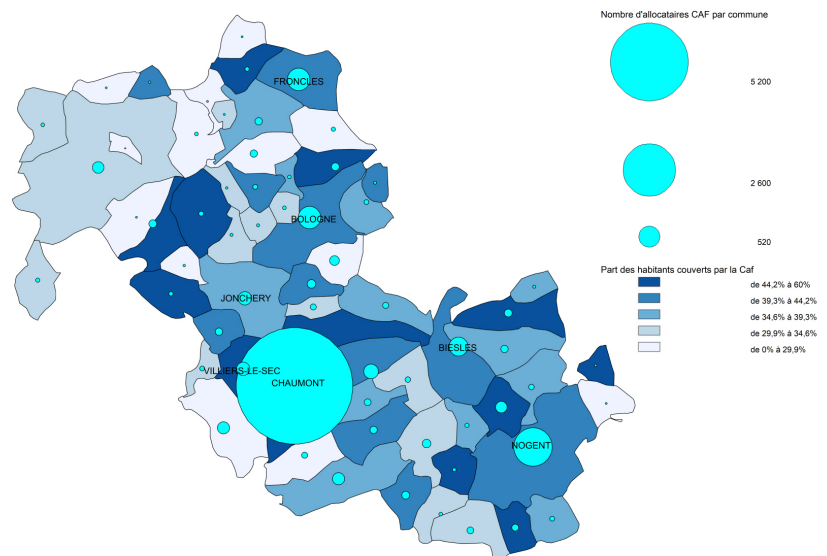 Nombre d'allocataires CAF par commune
5 200
2 600
520
Part des habitants couverts par la Caf
de 44,2% à 60%
de 39,3% à 44,2%
de 34,6% à 39,3%
de 29,9% à 34,6%
de 0% à 29,9%
FRONCLES
BOLOGNE
JONCHERY
BIESLES
VILLIERS-LE-SEC
CHAUMONT
NOGENT